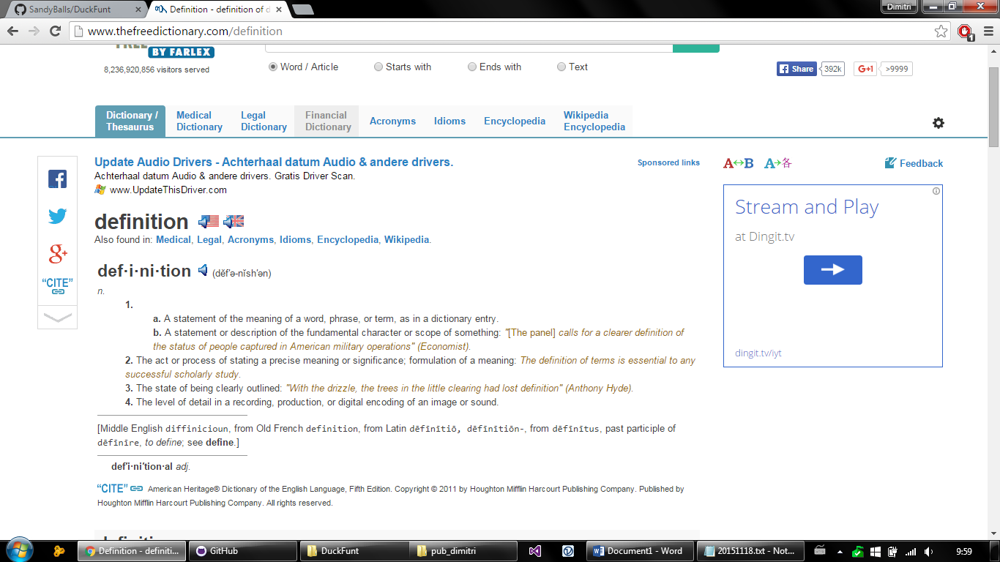 SandyBalls/DuckFunt
Definition - definition of d
Dimitri
www.thefreedictionary.com/definition
1
FREE
BY FARLEX
8,236,920,856 visitors served
Word / Article
Starts with
Ends with
Text
Share
392k
G+1
>9999
Dictionary / Thesaurus
Medical Dictionary
Legal Dictionary
Financial Dictionary
Acronyms
Idioms
Encyclopedia
Wikipedia Encyclopedia
Update Audio Drivers - Achterhaal datum Audio & andere drivers.
Sponsored links
A↔B
A→各
Feedback
Achterhaal datum Audio & andere drivers. Gratis Driver Scan.
www.UpdateThisDriver.com
Stream and Play
at Dingit.tv
dingit.tv/iyt
definition
Also found in: Medical, Legal, Acronyms, Idioms, Encyclopedia, Wikipedia.
“CITE”
def·i·ni·tion (dĕf′ə-nĭsh′ən)
n.
1.
a. A statement of the meaning of a word, phrase, or term, as in a dictionary entry.
b. A statement or description of the fundamental character or scope of something: "[The panel] calls for a clearer definition of
the status of people captured in American military operations" (Economist).
2. The act or process of stating a precise meaning or significance; formulation of a meaning: The definition of terms is essential to any
successful scholarly study.
3. The state of being clearly outlined: "With the drizzle, the trees in the little clearing had lost definition" (Anthony Hyde).
4. The level of detail in a recording, production, or digital encoding of an image or sound.
[Middle English diffinicioun, from Old French definition, from Latin dēfīnītiō, dēfīnītiōn-, from dēfīnītus, past participle of
dēfīnīre, to define; see define.]
def′i·ni′tion·al adj.
“CITE” American Heritage® Dictionary of the English Language, Fifth Edition. Copyright © 2011 by Houghton Mifflin Harcourt Publishing Company. Published by
Houghton Mifflin Harcourt Publishing Company. All rights reserved.
definition
Definition - definiti...
GitHub
DuckFunt
pub_dimitri
Document1 - Word
20151118.txt - Not...
9:59